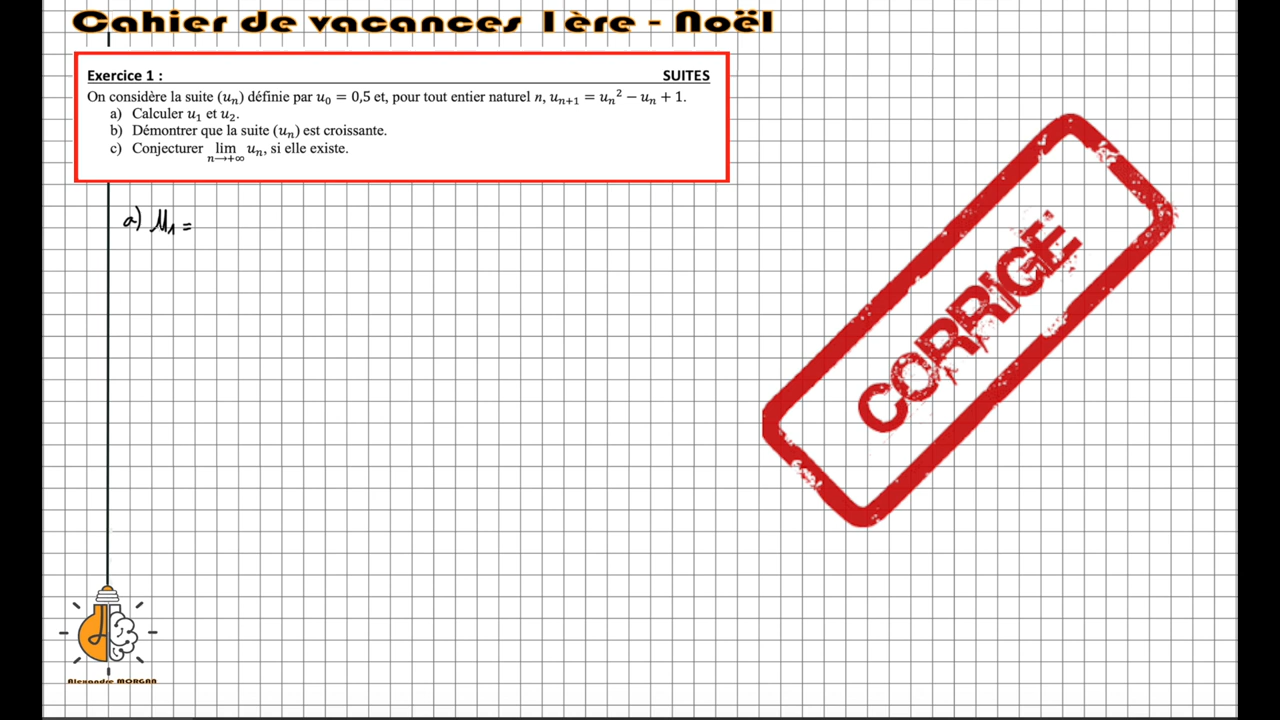 Cahier de vacances 1ère - Noël
Exercice 1 : SUITES
On considère la suite (uₙ) définie par u₀ = 0,5 et, pour tout entier naturel n, uₙ₊₁ = uₙ² − uₙ + 1.
a) Calculer u₁ et u₂.
b) Démontrer que la suite (uₙ) est croissante.
c) Conjecturer lim uₙ, si elle existe.
n→+∞
a) u₁ =
CORRIGE
Alexandre MORGAN